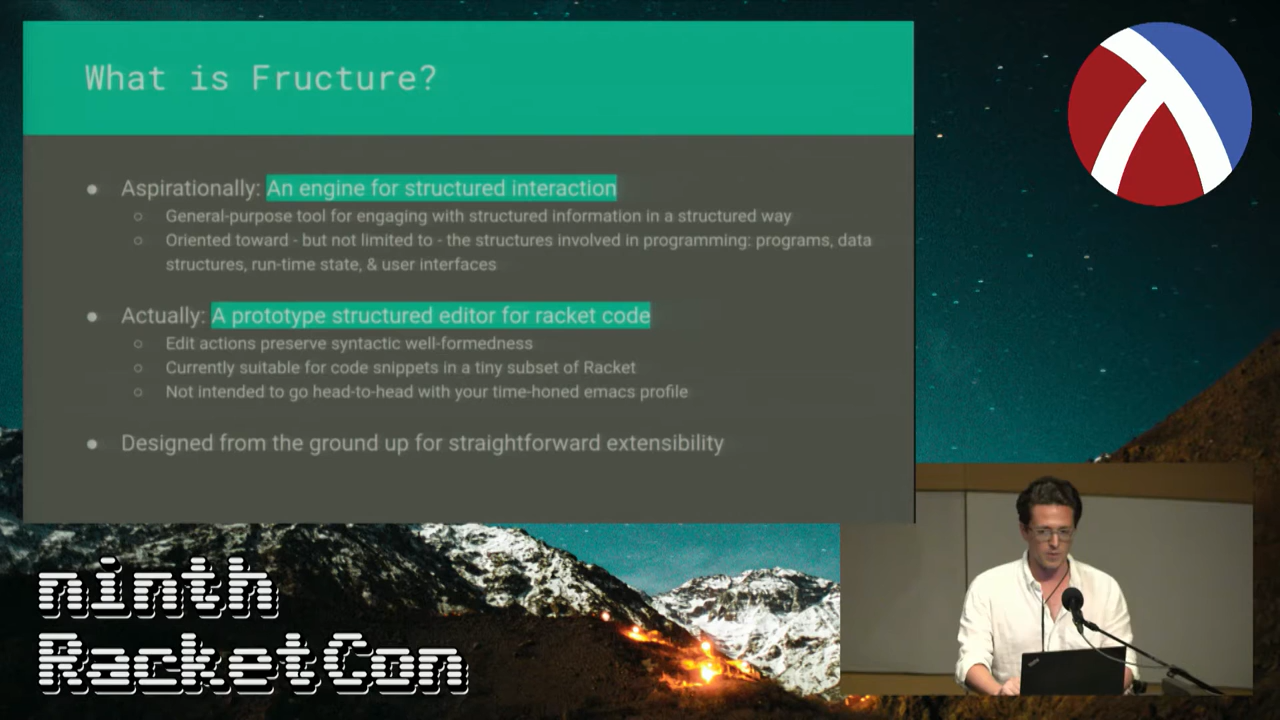 What is Fructure?
● Aspirationally: An engine for structured interaction
○ General-purpose tool for engaging with structured information in a structured way
○ Oriented toward - but not limited to - the structures involved in programming: programs, data
structures, run-time state, & user interfaces
● Actually: A prototype structured editor for racket code
○ Edit actions preserve syntactic well-formedness
○ Currently suitable for code snippets in a tiny subset of Racket
○ Not intended to go head-to-head with your time-honed emacs profile
● Designed from the ground up for straightforward extensibility
ninth
RacketCon